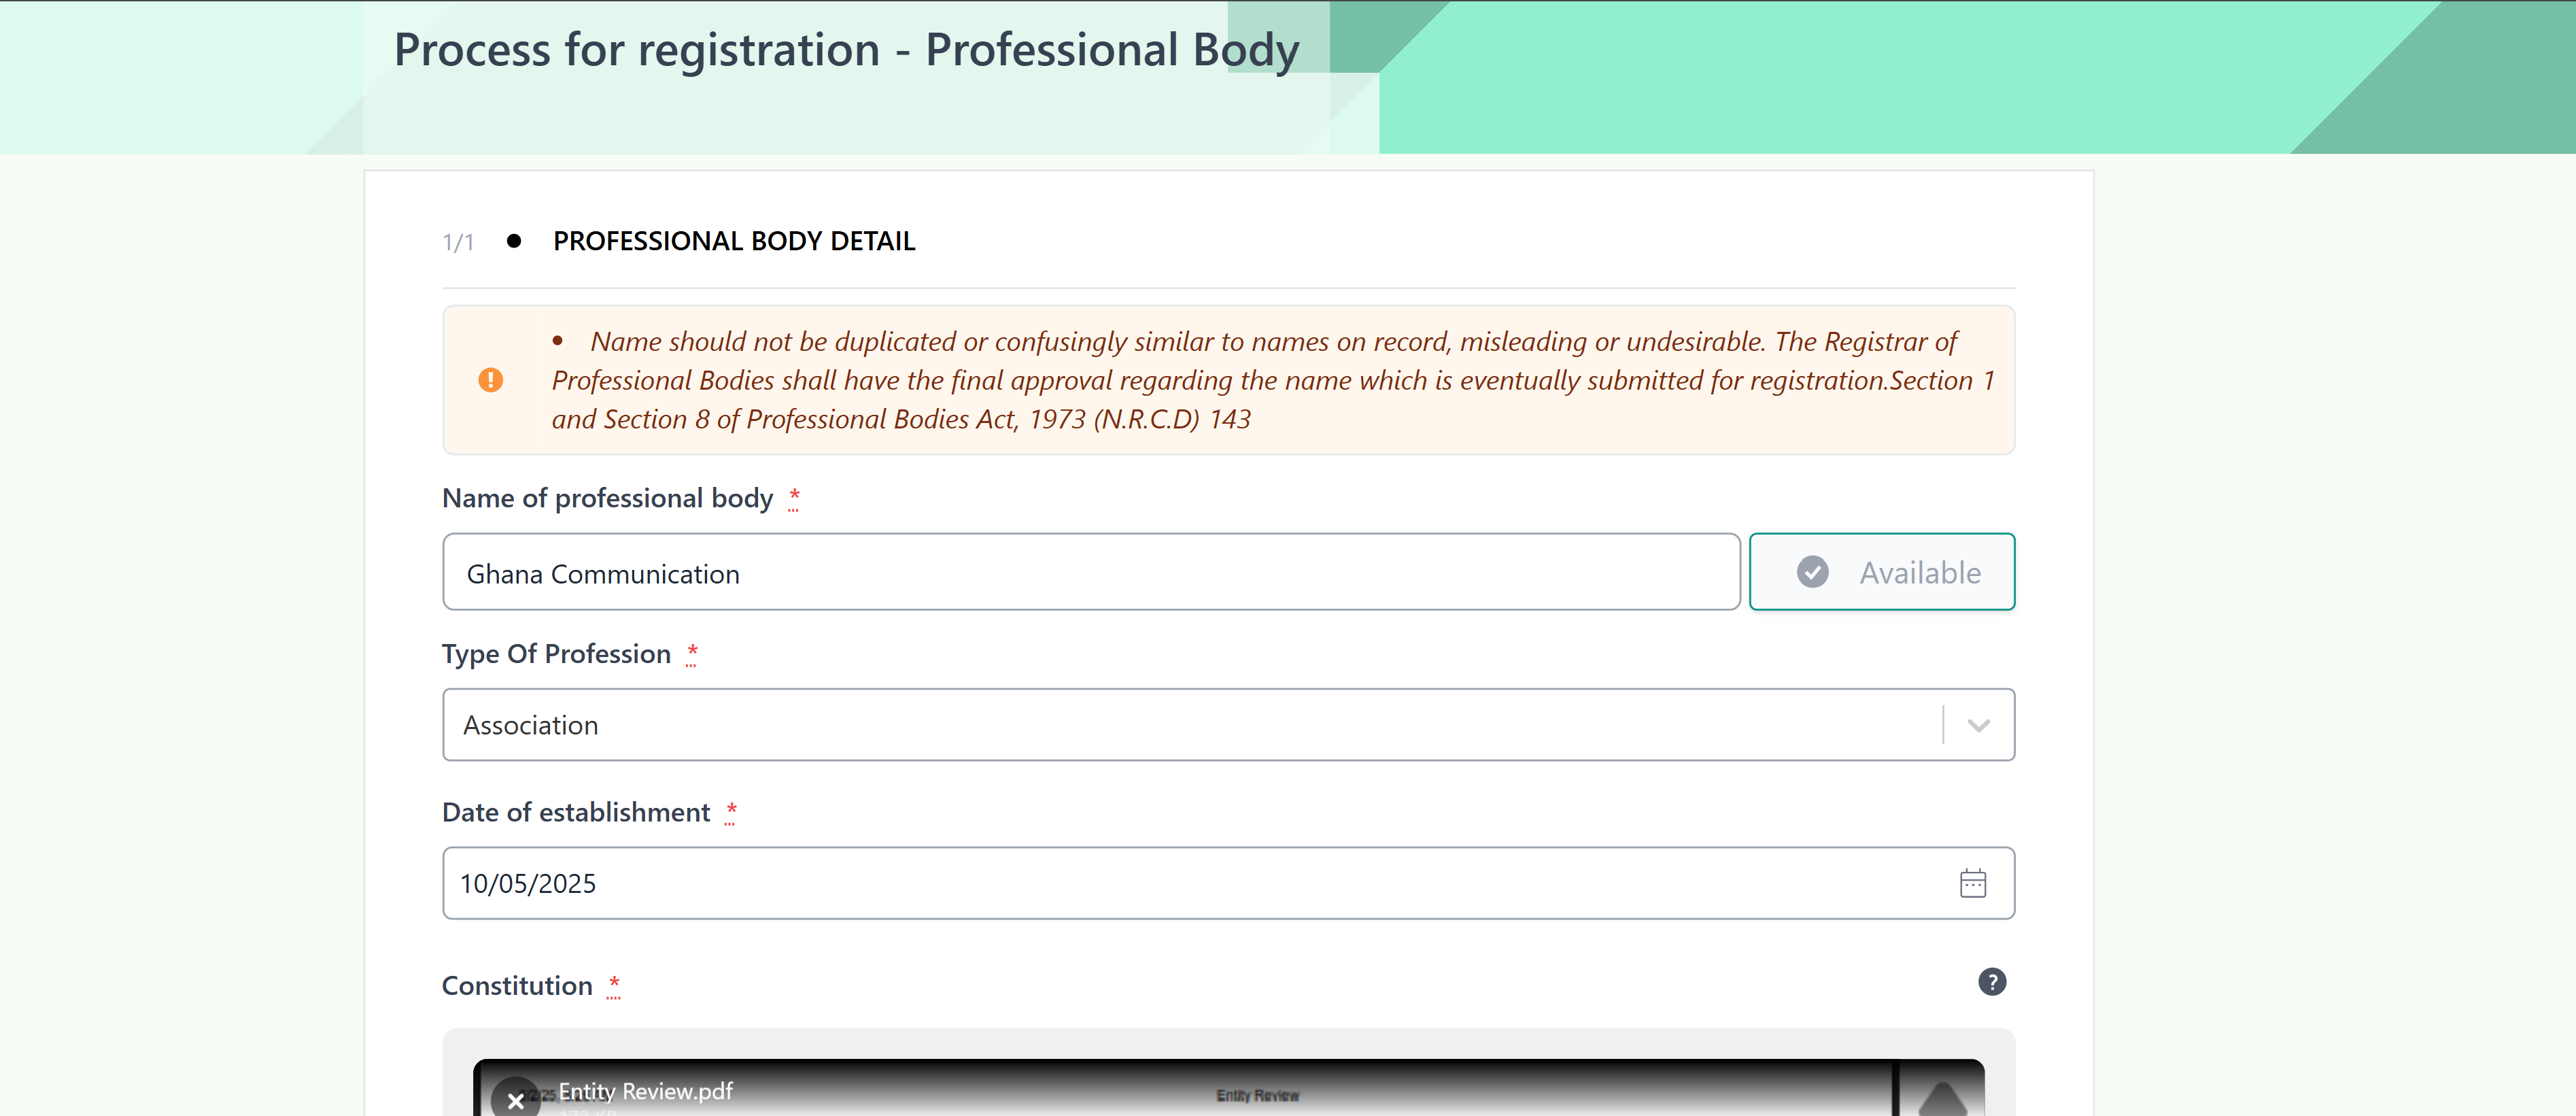 Process for registration - Professional Body
1/1 ● PROFESSIONAL BODY DETAIL
• Name should not be duplicated or confusingly similar to names on record, misleading or undesirable. The Registrar of
Professional Bodies shall have the final approval regarding the name which is eventually submitted for registration.Section 1
and Section 8 of Professional Bodies Act, 1973 (N.R.C.D) 143
Name of professional body *
Ghana Communication
Available
Type Of Profession *
Association
Date of establishment *
10/05/2025
Constitution *
Entity Review.pdf
Entity Review